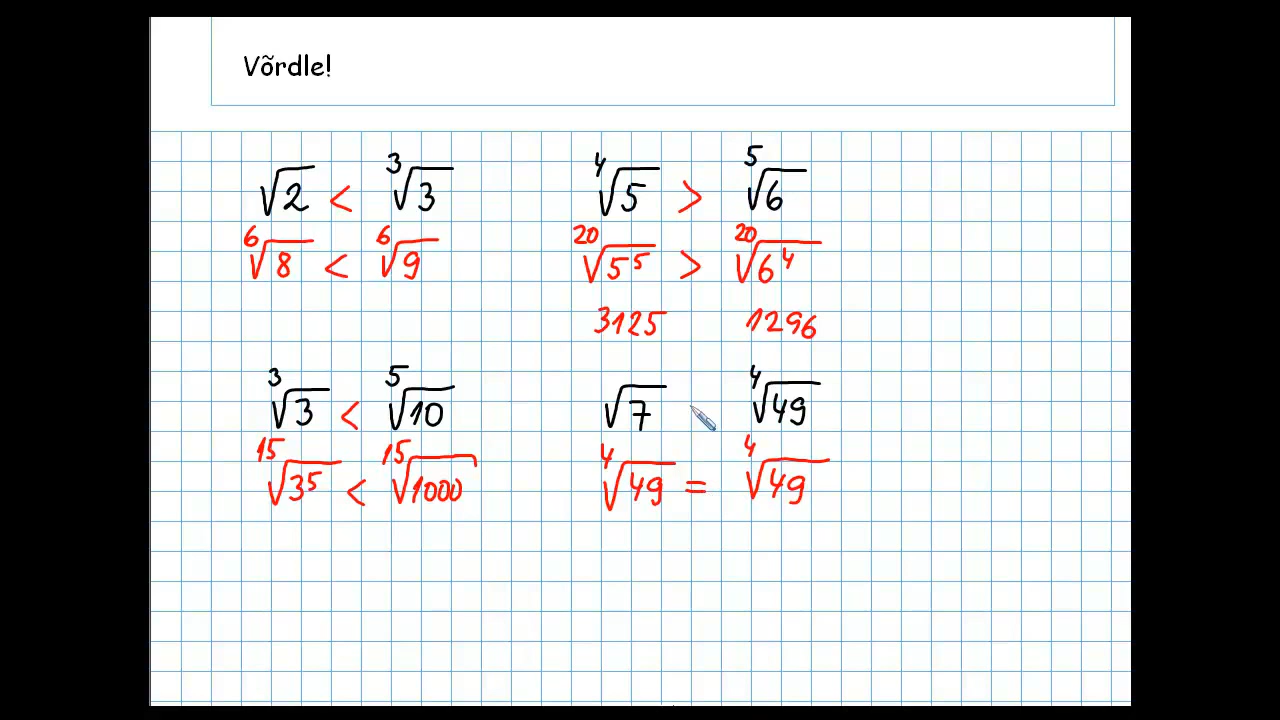 Võrdle!
√2 < ³√3 ⁴√5 > ⁵√6
⁶√8 < ⁶√9 ²⁰√5⁵ > ²⁰√6⁴
3125 1296
³√3 < ⁵√10 √7 ⁴√49
¹⁵√3⁵ < ¹⁵√1000 ⁴√49 = ⁴√49